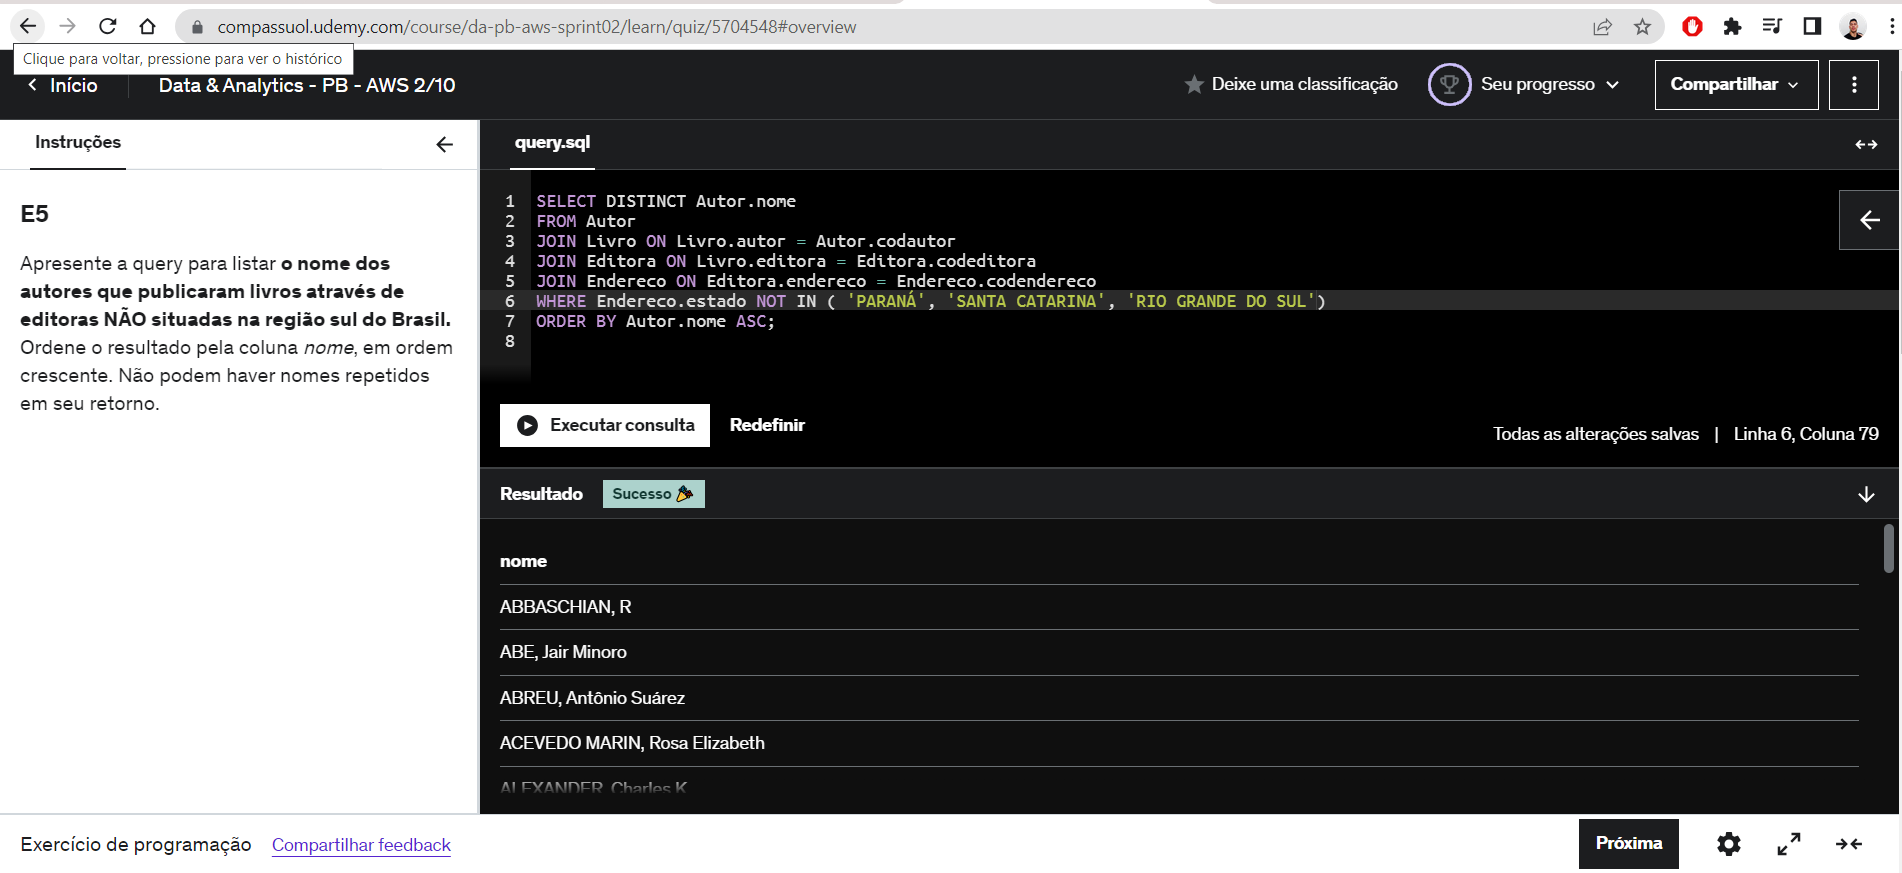 compassuol.udemy.com/course/da-pb-aws-sprint02/learn/quiz/5704548#overview
Clique para voltar, pressione para ver o histórico
Início
Data & Analytics - PB - AWS 2/10
Deixe uma classificação
Seu progresso
Compartilhar
Instruções
E5
Apresente a query para listar o nome dos
autores que publicaram livros através de
editoras NÃO situadas na região sul do Brasil.
Ordene o resultado pela coluna nome, em ordem
crescente. Não podem haver nomes repetidos
em seu retorno.
query.sql
1 SELECT DISTINCT Autor.nome
2 FROM Autor
3 JOIN Livro ON Livro.autor = Autor.codautor
4 JOIN Editora ON Livro.editora = Editora.codeditora
5 JOIN Endereco ON Editora.endereco = Endereco.codendereco
6 WHERE Endereco.estado NOT IN ( 'PARANÁ', 'SANTA CATARINA', 'RIO GRANDE DO SUL')
7 ORDER BY Autor.nome ASC;
8
Executar consulta
Redefinir
Todas as alterações salvas | Linha 6, Coluna 79
Resultado
Sucesso
nome
ABBASCHIAN, R
ABE, Jair Minoro
ABREU, Antônio Suárez
ACEVEDO MARIN, Rosa Elizabeth
ALEXANDER, Charles K
Exercício de programação
Compartilhar feedback
Próxima